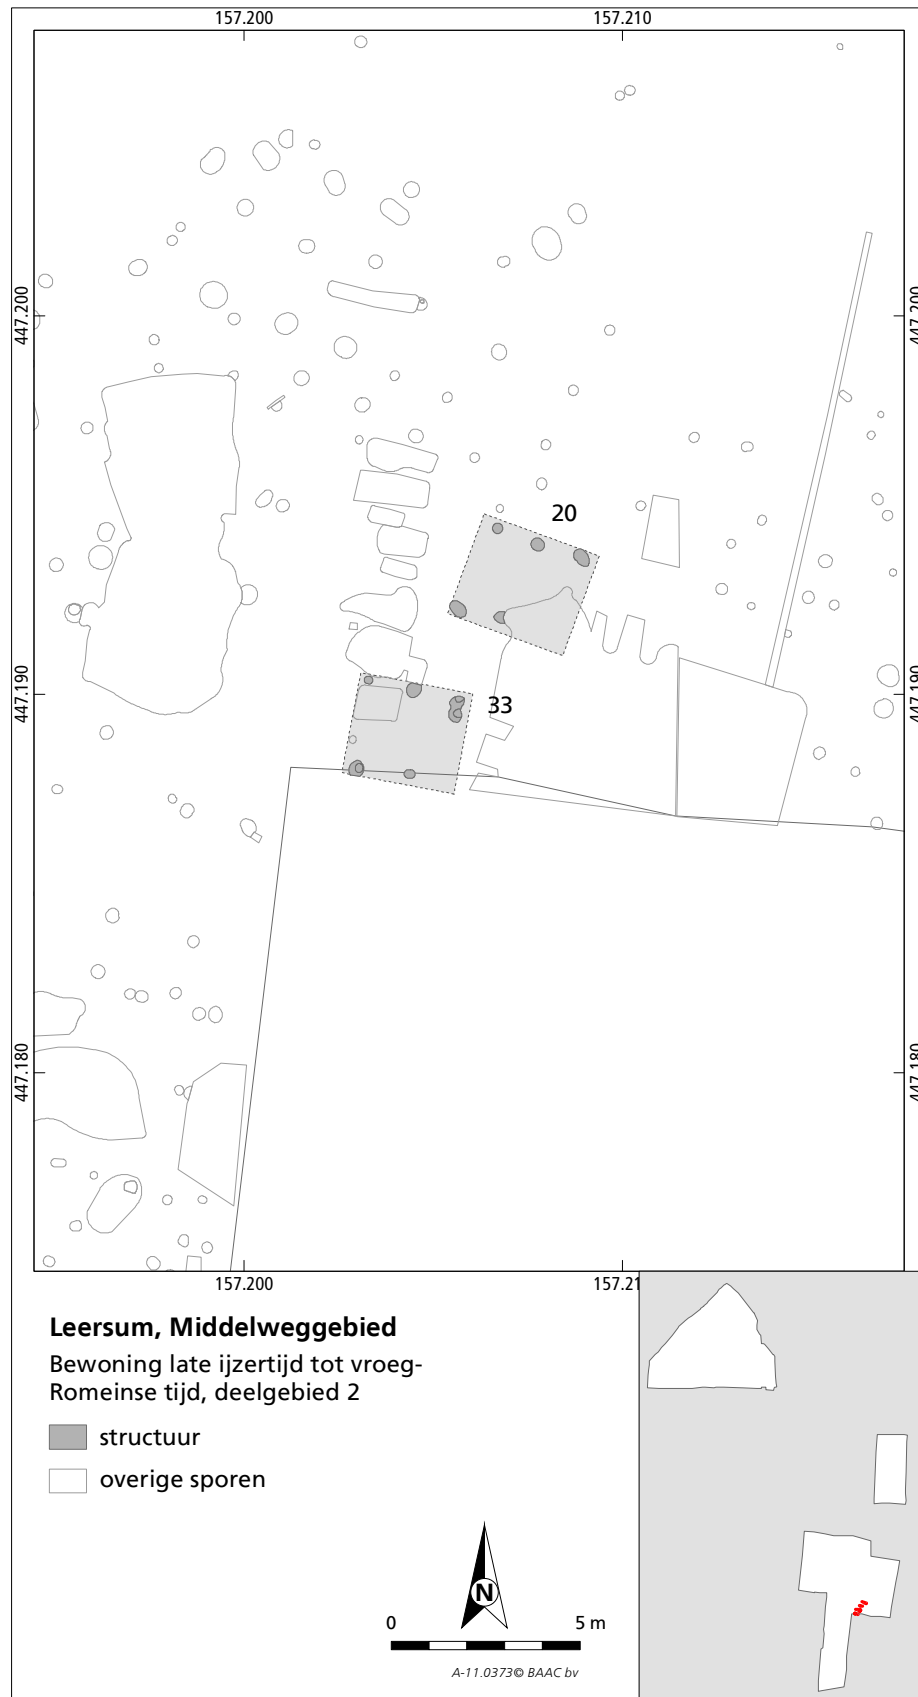 157.200
157.210
447.200
447.200
20
447.190
33
447.190
447.180
447.180
157.200
157.21
Leersum, Middelweggebied
Bewoning late ijzertijd tot vroeg-
Romeinse tijd, deelgebied 2
structuur
overige sporen
N
0
5 m
A-11.0373© BAAC bv